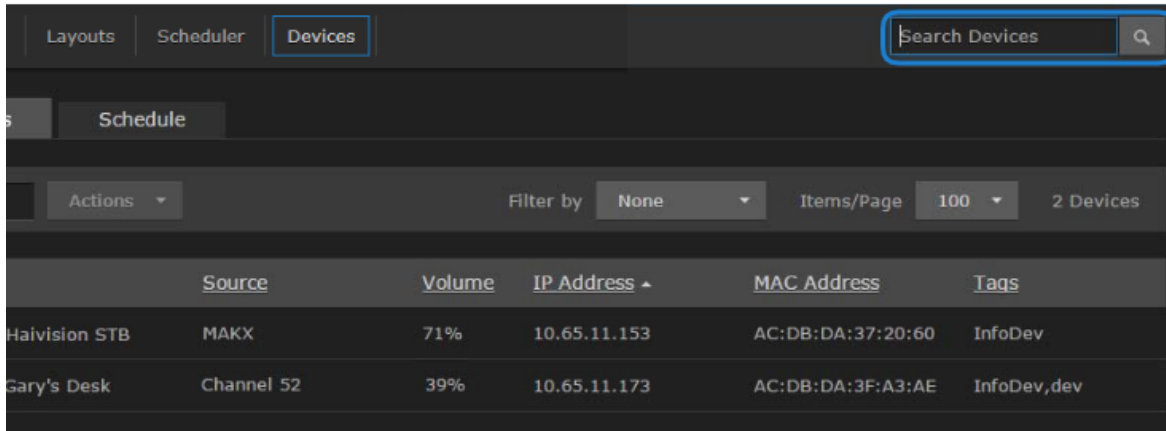 Layouts Scheduler Devices Search Devices
s Schedule
Actions Filter by None Items/Page 100 2 Devices
Source Volume IP Address MAC Address Tags
Haivision STB MAKX 71% 10.65.11.153 AC:DB:DA:37:20:60 InfoDev
Gary's Desk Channel 52 39% 10.65.11.173 AC:DB:DA:3F:A3:AE InfoDev,dev